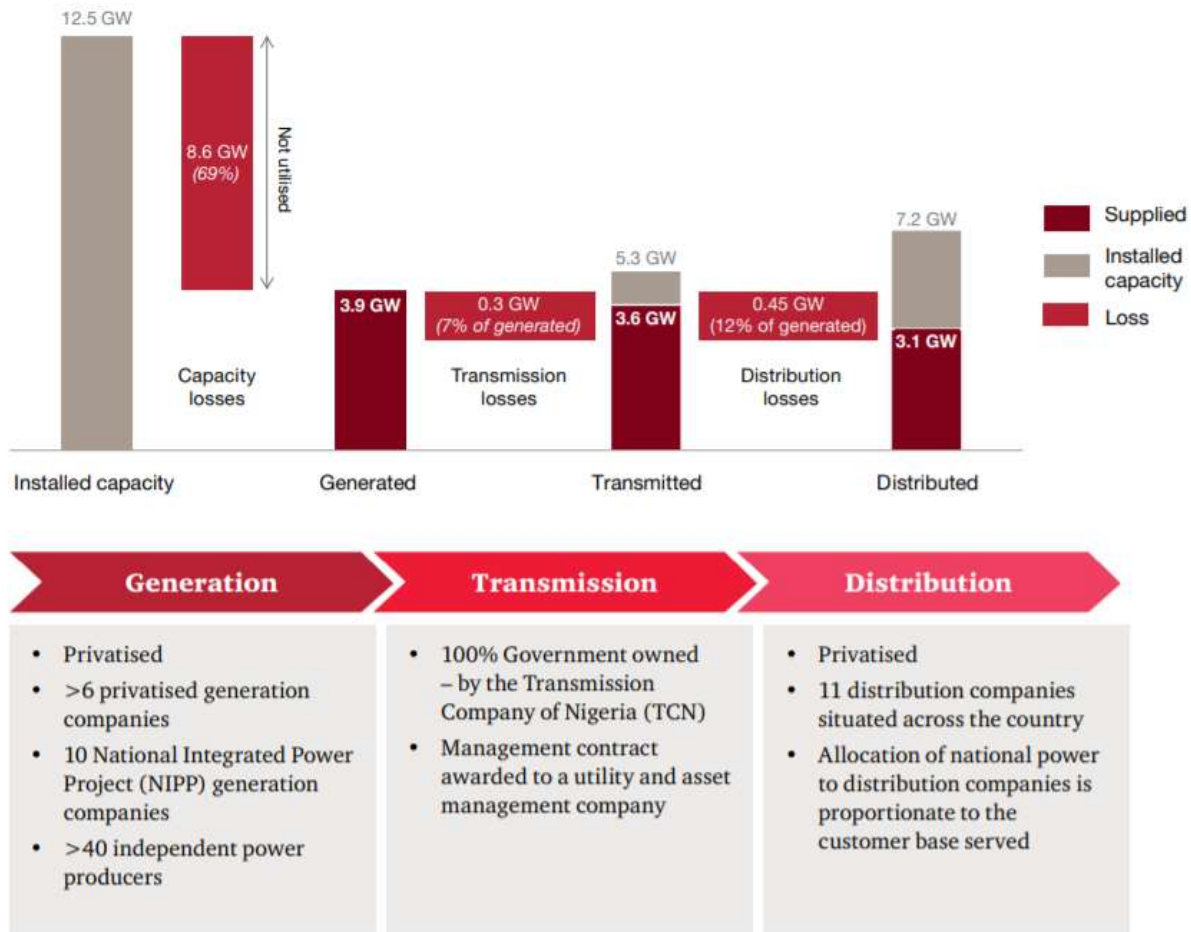 12.5 GW
8.6 GW
(69%)
Not utilised
Capacity
losses
3.9 GW
0.3 GW
(7% of generated)
Transmission
losses
5.3 GW
3.6 GW
0.45 GW
(12% of generated)
Distribution
losses
7.2 GW
3.1 GW
Supplied
Installed
capacity
Loss
Installed capacity
Generated
Transmitted
Distributed
Generation
• Privatised
• >6 privatised generation
companies
• 10 National Integrated Power
Project (NIPP) generation
companies
• >40 independent power
producers
Transmission
• 100% Government owned
– by the Transmission
Company of Nigeria (TCN)
• Management contract
awarded to a utility and asset
management company
Distribution
• Privatised
• 11 distribution companies
situated across the country
• Allocation of national power
to distribution companies is
proportionate to the
customer base served